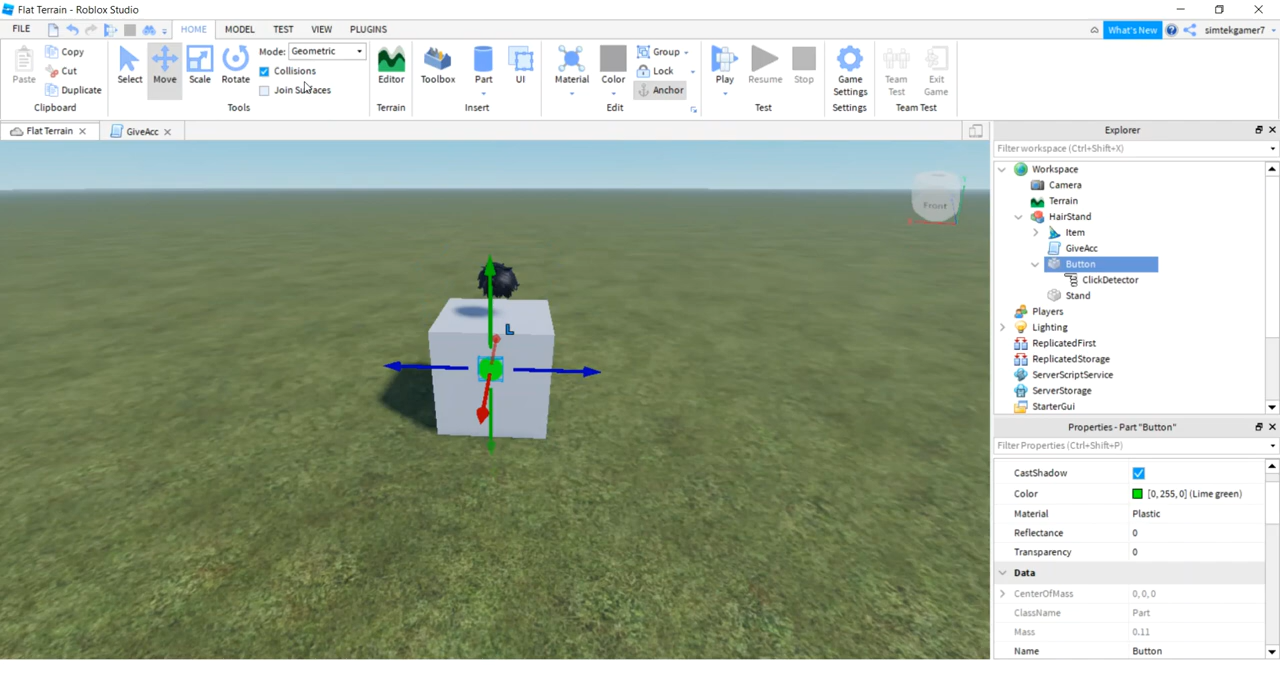 Flat Terrain - Roblox Studio
FILE HOME MODEL TEST VIEW PLUGINS What's New simtekgamer7
Paste Copy Cut Duplicate Clipboard
Select Move Scale Rotate Mode: Geometric Collisions Join Surfaces Tools
Editor Terrain
Toolbox Part UI Insert
Material Color Group Lock Anchor Edit
Play Resume Stop Test
Game Settings Settings
Team Test Exit Game Team Test
Flat Terrain GiveAcc
Front
L
Explorer
Filter workspace (Ctrl+Shift+X)
Workspace
Camera
Terrain
HairStand
Item
GiveAcc
Button
ClickDetector
Stand
Players
Lighting
ReplicatedFirst
ReplicatedStorage
ServerScriptService
ServerStorage
StarterGui
Properties - Part "Button"
Filter Properties (Ctrl+Shift+P)
CastShadow
Color [0, 255, 0] (Lime green)
Material Plastic
Reflectance 0
Transparency 0
Data
CenterOfMass 0, 0, 0
ClassName Part
Mass 0.11
Name Button